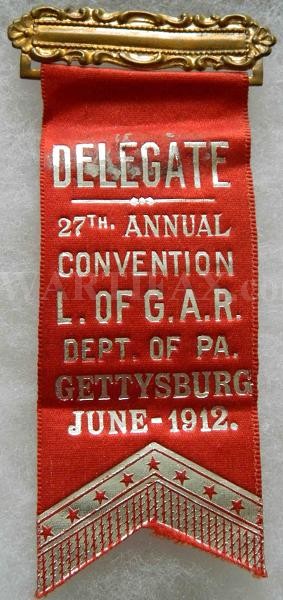 DELEGATE
27TH. ANNUAL
CONVENTION
L. OF G.A.R.
DEPT. OF PA.
GETTYSBURG
JUNE-1912.